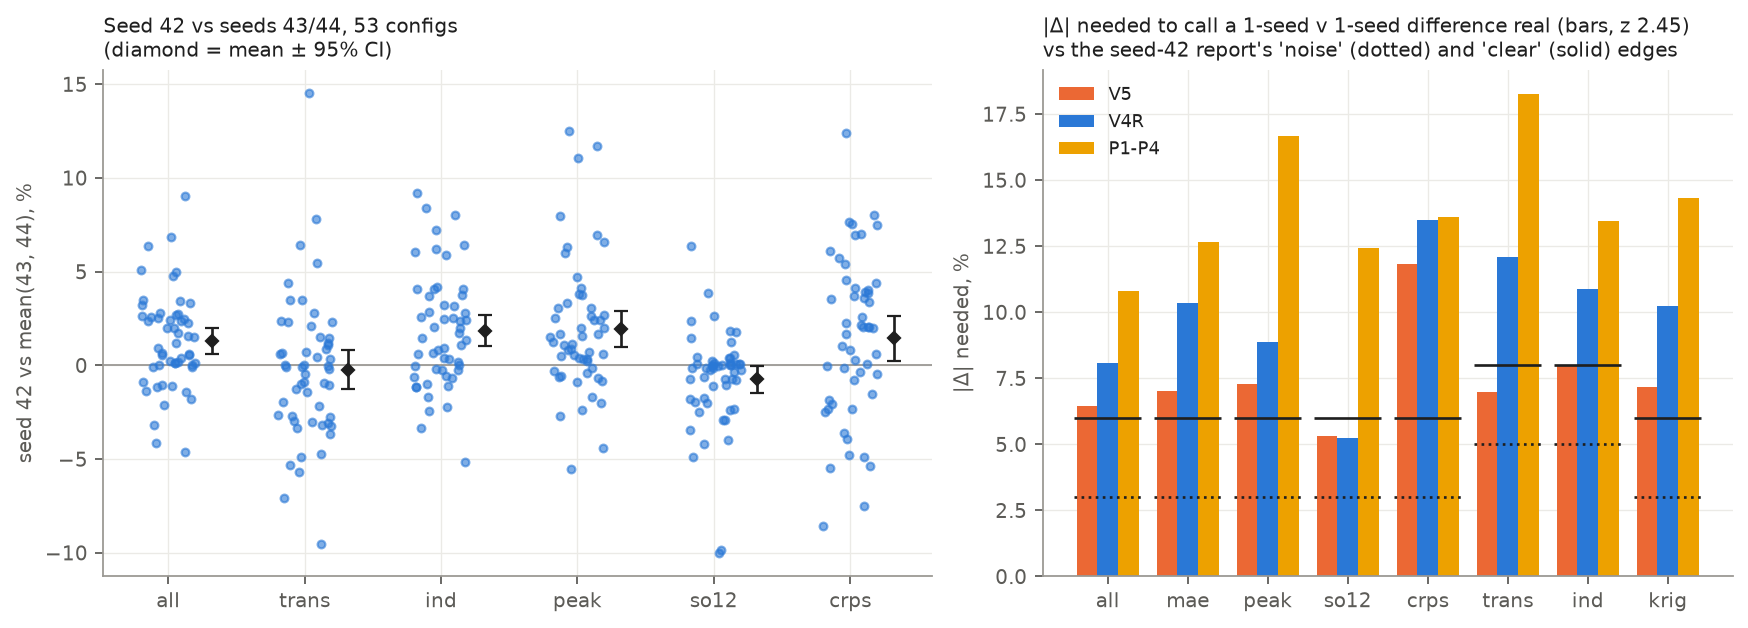 Seed 42 vs seeds 43/44, 53 configs
(diamond = mean ± 95% CI)
seed 42 vs mean(43, 44), %
15
10
5
0
−5
−10
all
trans
ind
peak
so12
crps
|Δ| needed to call a 1-seed v 1-seed difference real (bars, z 2.45)
vs the seed-42 report's 'noise' (dotted) and 'clear' (solid) edges
|Δ| needed, %
17.5
15.0
12.5
10.0
7.5
5.0
2.5
0.0
V5
V4R
P1-P4
all
mae
peak
so12
crps
trans
ind
krig